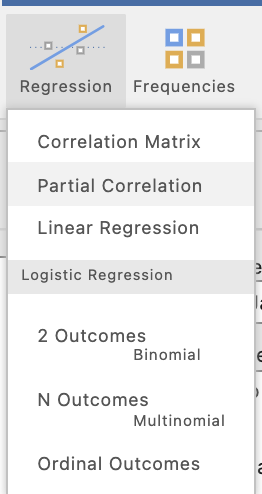 Regression Frequencies
Correlation Matrix
Partial Correlation
Linear Regression
Logistic Regression
2 Outcomes
Binomial
N Outcomes
Multinomial
Ordinal Outcomes